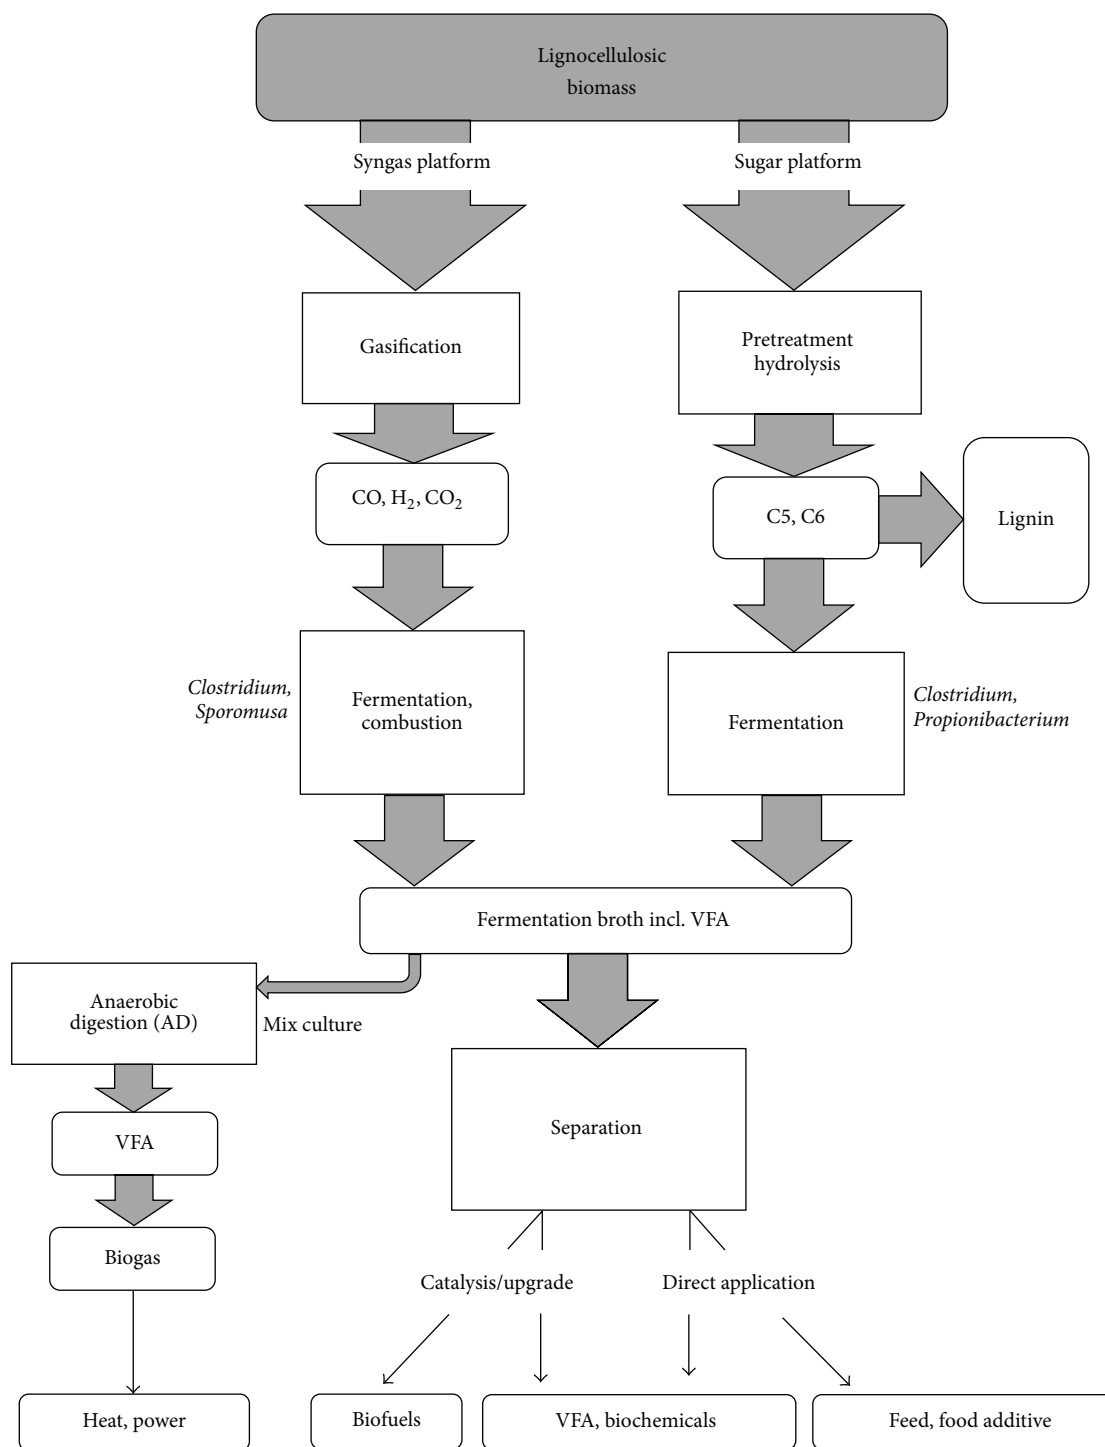 Lignocellulosic
biomass
Syngas platform
Sugar platform
Gasification
Pretreatment
hydrolysis
CO, H₂, CO₂
C5, C6
Lignin
Clostridium,
Sporomusa
Fermentation,
combustion
Fermentation
Clostridium,
Propionibacterium
Fermentation broth incl. VFA
Anaerobic
digestion (AD)
Mix culture
Separation
VFA
Biogas
Catalysis/upgrade
Direct application
Heat, power
Biofuels
VFA, biochemicals
Feed, food additive